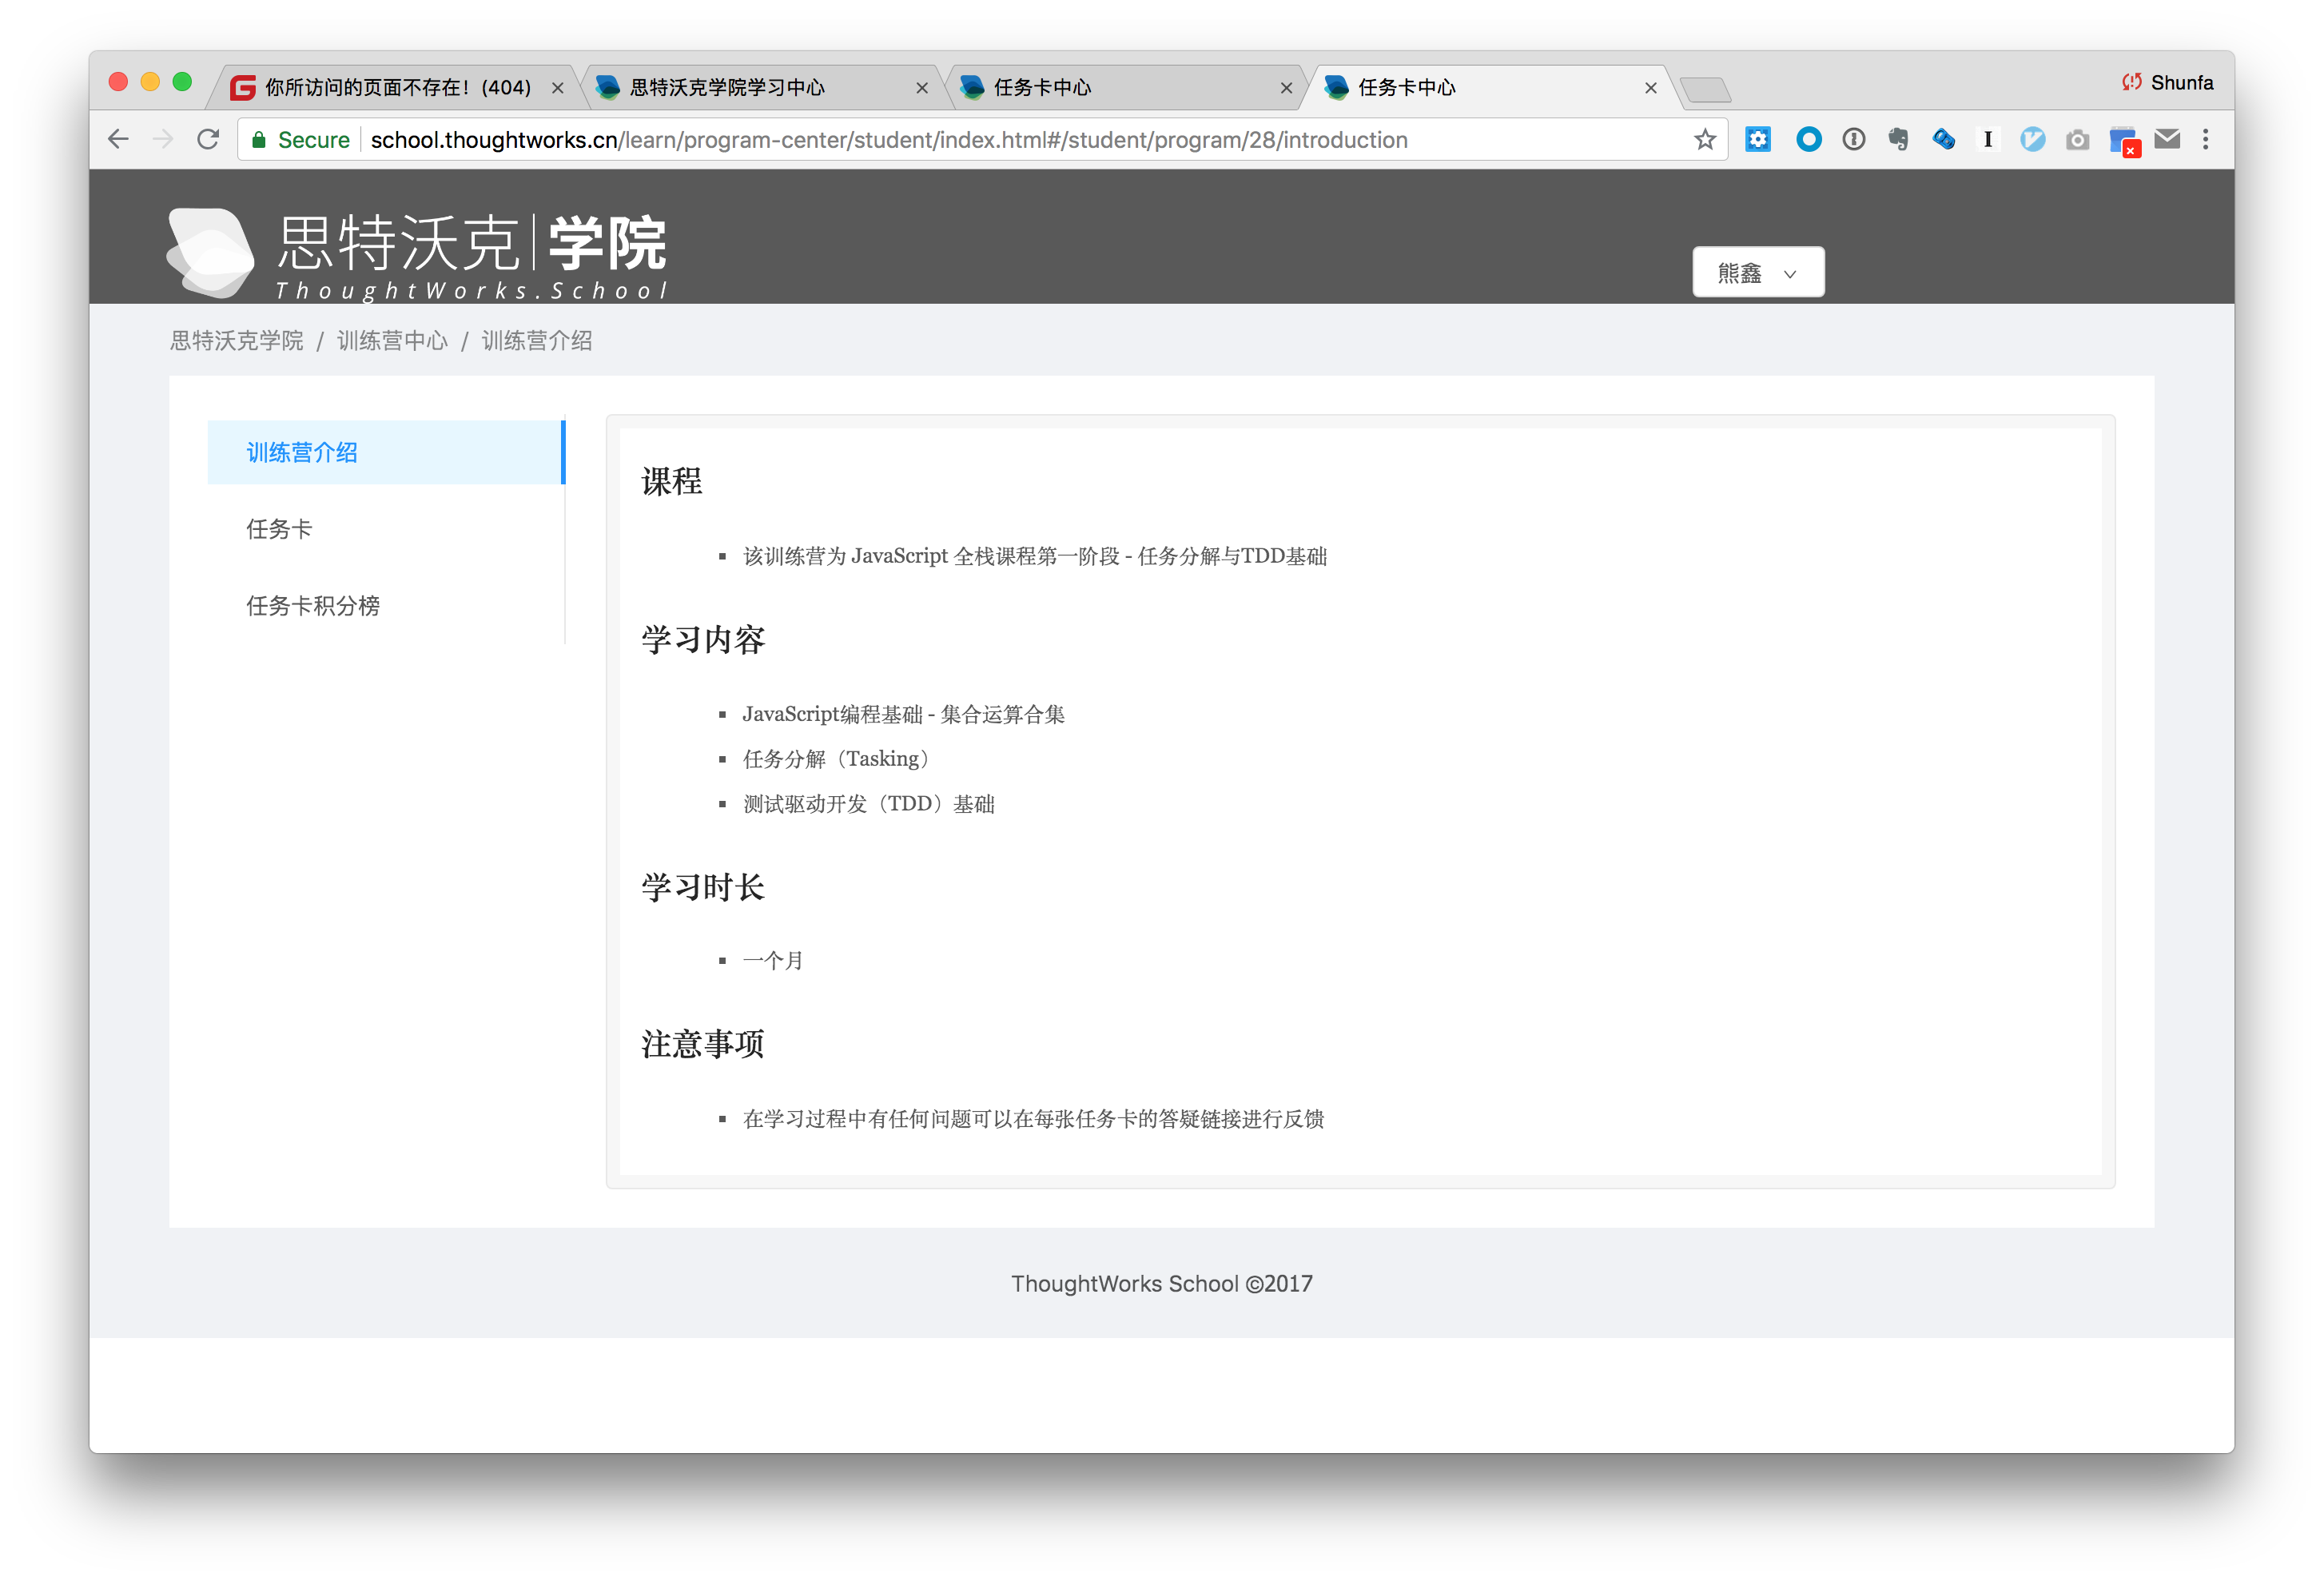 你所访问的页面不存在！(404)
思特沃克学院学习中心
任务卡中心
任务卡中心
Shunfa
Secure
school.thoughtworks.cn/learn/program-center/student/index.html#/student/program/28/introduction
思特沃克|学院
ThoughtWorks.School
熊鑫
思特沃克学院 / 训练营中心 / 训练营介绍
训练营介绍
任务卡
任务卡积分榜
课程
▪ 该训练营为 JavaScript 全栈课程第一阶段 - 任务分解与TDD基础
学习内容
▪ JavaScript编程基础 - 集合运算合集
▪ 任务分解（Tasking）
▪ 测试驱动开发（TDD）基础
学习时长
▪ 一个月
注意事项
▪ 在学习过程中有任何问题可以在每张任务卡的答疑链接进行反馈
ThoughtWorks School ©2017